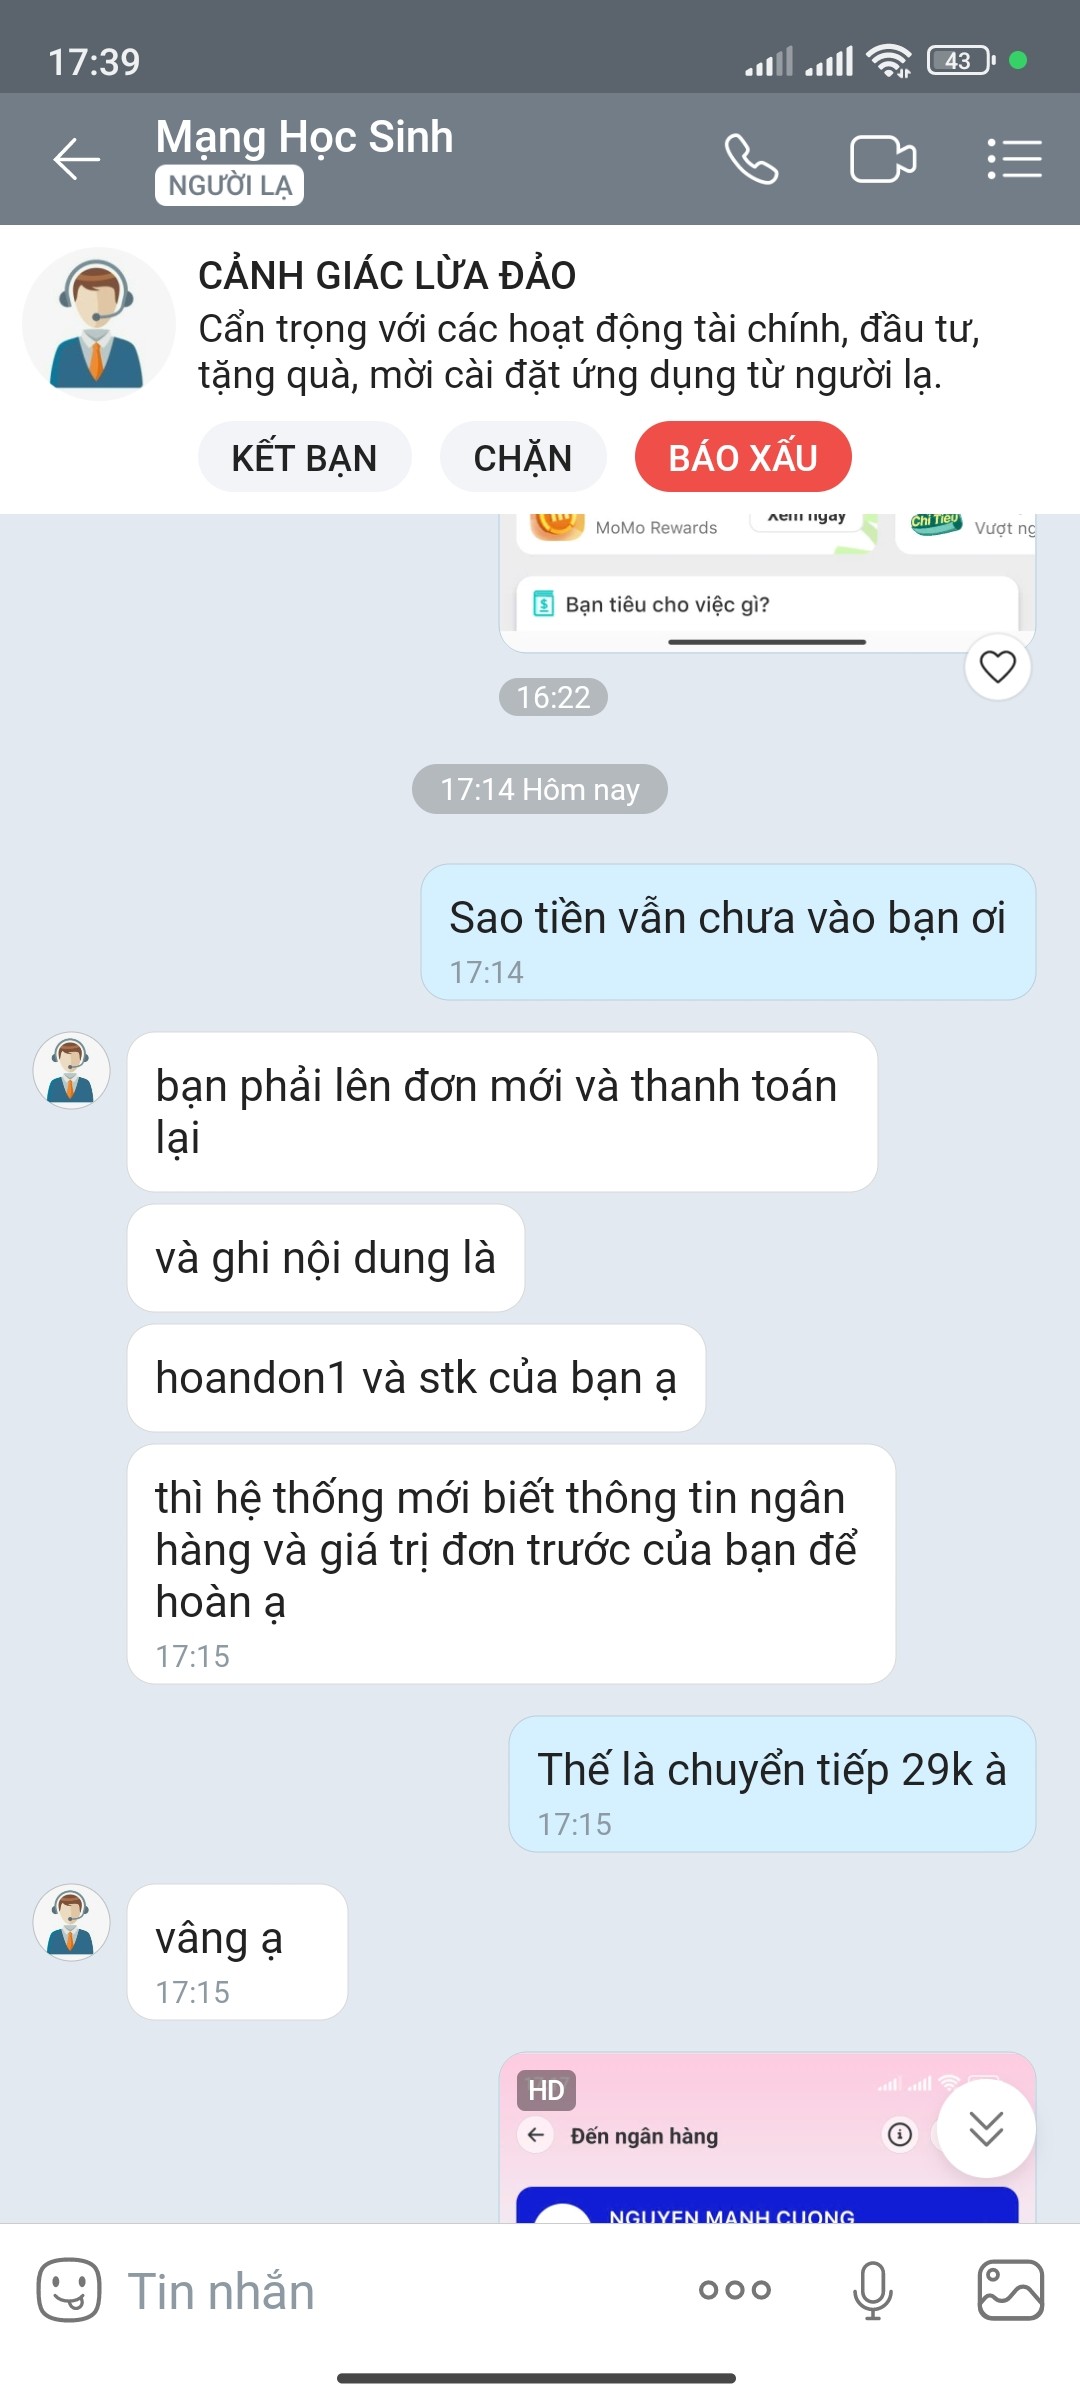 17:39
43
Mạng Học Sinh
NGƯỜI LẠ
CẢNH GIÁC LỪA ĐẢO
Cẩn trọng với các hoạt động tài chính, đầu tư,
tặng quà, mời cài đặt ứng dụng từ người lạ.
KẾT BẠN
CHẶN
BÁO XẤU
MoMo Rewards
Xem ngay
Chi Tiêu
Vượt ng
Bạn tiêu cho việc gì?
16:22
17:14 Hôm nay
Sao tiền vẫn chưa vào bạn ơi
17:14
bạn phải lên đơn mới và thanh toán
lại
và ghi nội dung là
hoandon1 và stk của bạn ạ
thì hệ thống mới biết thông tin ngân
hàng và giá trị đơn trước của bạn để
hoàn ạ
17:15
Thế là chuyển tiếp 29k à
17:15
vâng ạ
17:15
HD
Đến ngân hàng
NGUYEN MANH CUONG
Tin nhắn